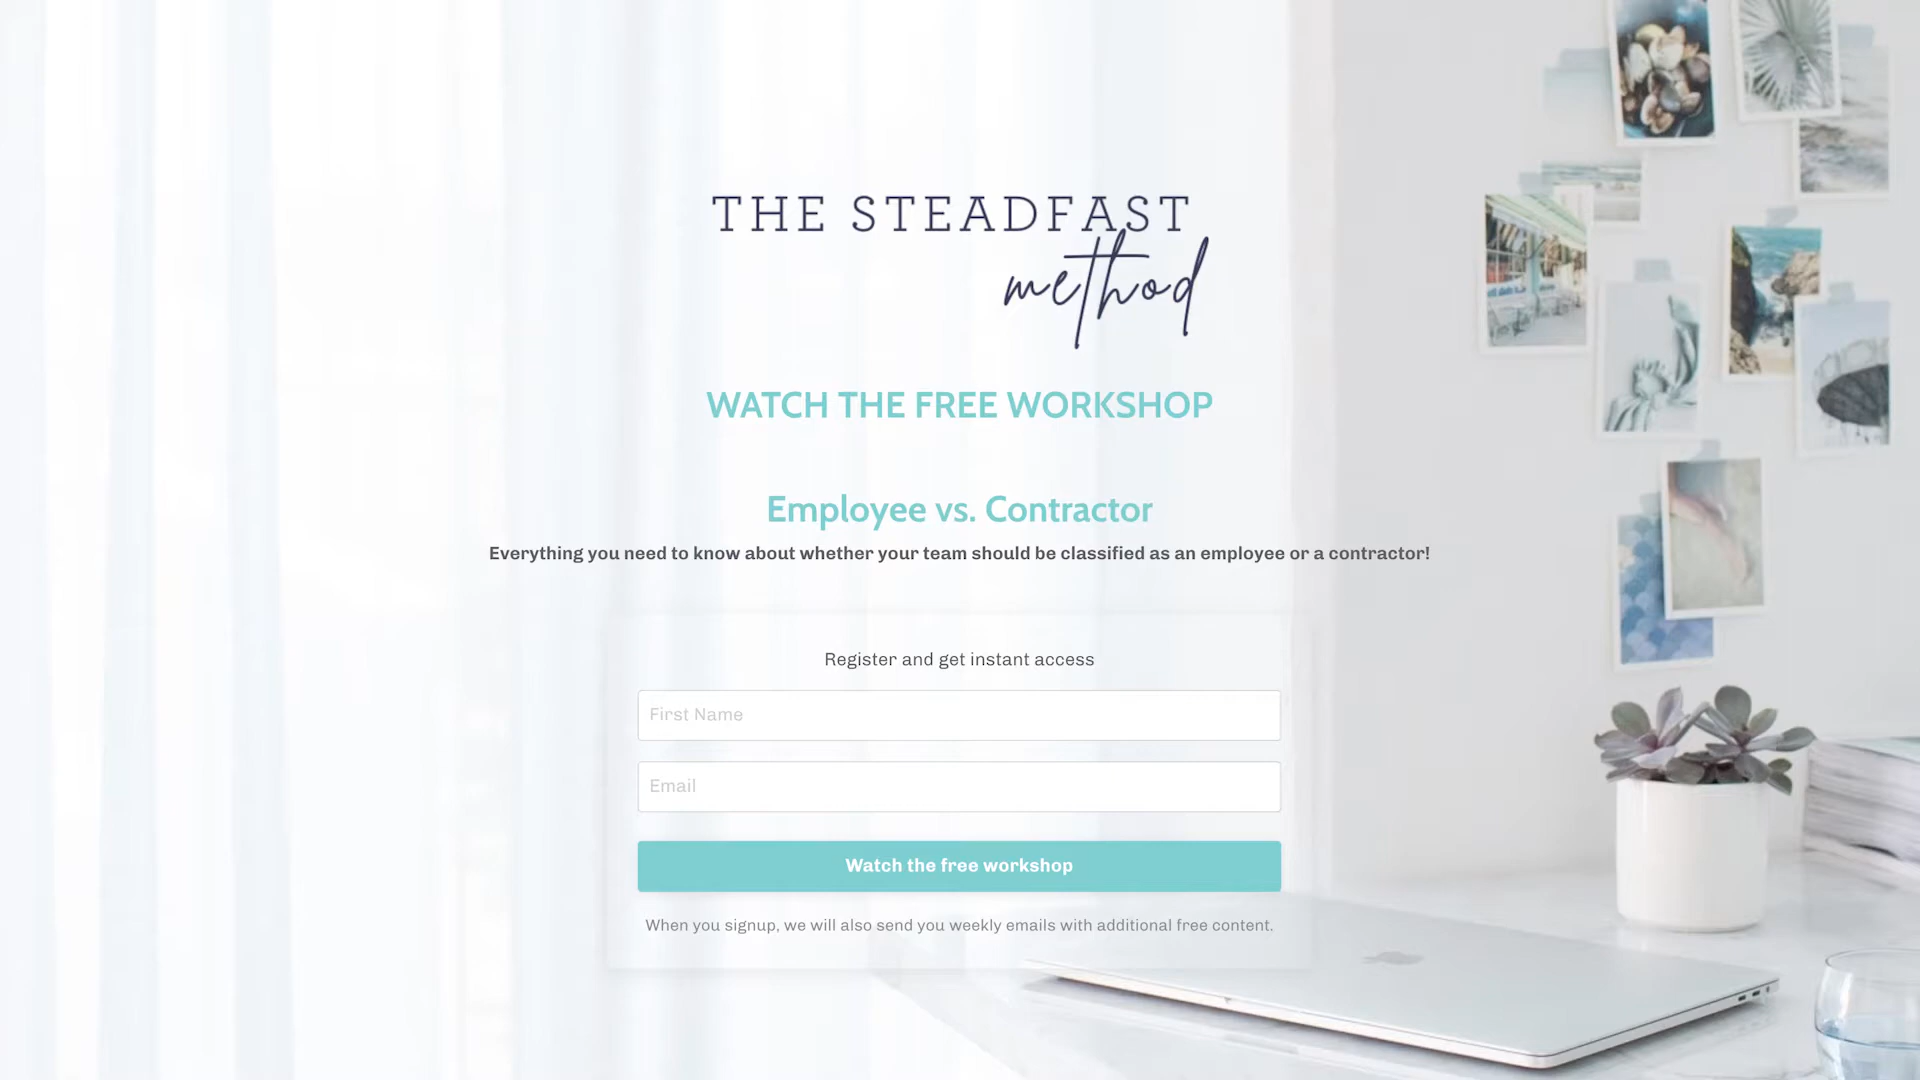 THE STEADFAST
method
WATCH THE FREE WORKSHOP
Employee vs. Contractor
Everything you need to know about whether your team should be classified as an employee or a contractor!
Register and get instant access
First Name
Email
Watch the free workshop
When you signup, we will also send you weekly emails with additional free content.